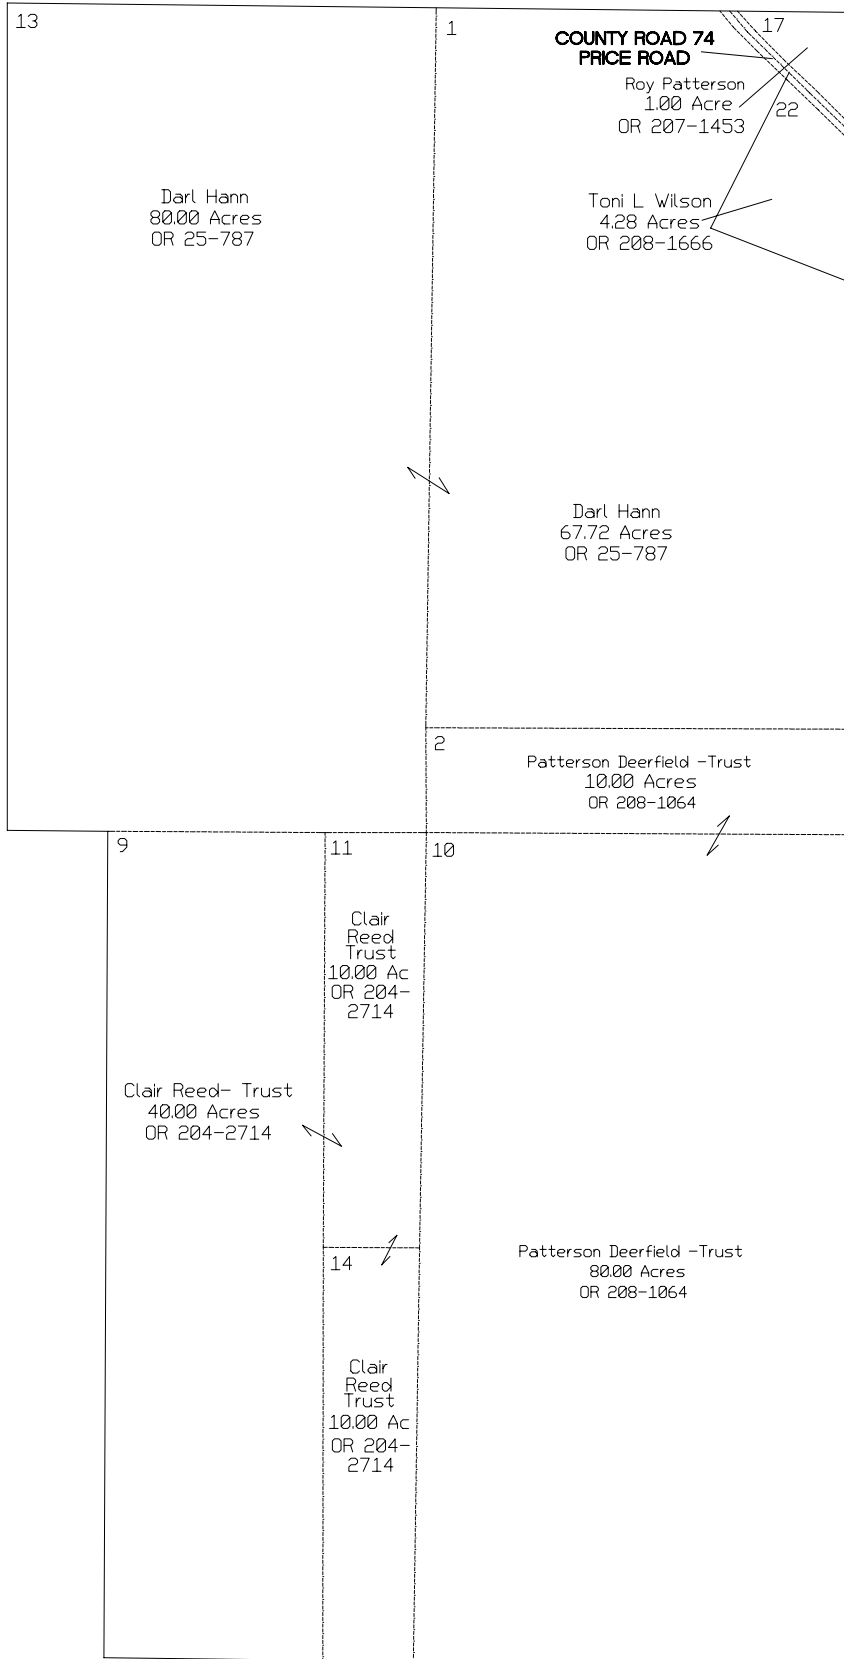 13
1
17
COUNTY ROAD 74
PRICE ROAD
Roy Patterson
1.00 Acre
OR 207-1453
22
Darl Hann
80.00 Acres
OR 25-787
Toni L Wilson
4.28 Acres
OR 208-1666
Darl Hann
67.72 Acres
OR 25-787
2
Patterson Deerfield -Trust
10.00 Acres
OR 208-1064
9
11
10
Clair
Reed
Trust
10.00 Ac
OR 204-
2714
Clair Reed- Trust
40.00 Acres
OR 204-2714
14
Patterson Deerfield -Trust
80.00 Acres
OR 208-1064
Clair
Reed
Trust
10.00 Ac
OR 204-
2714